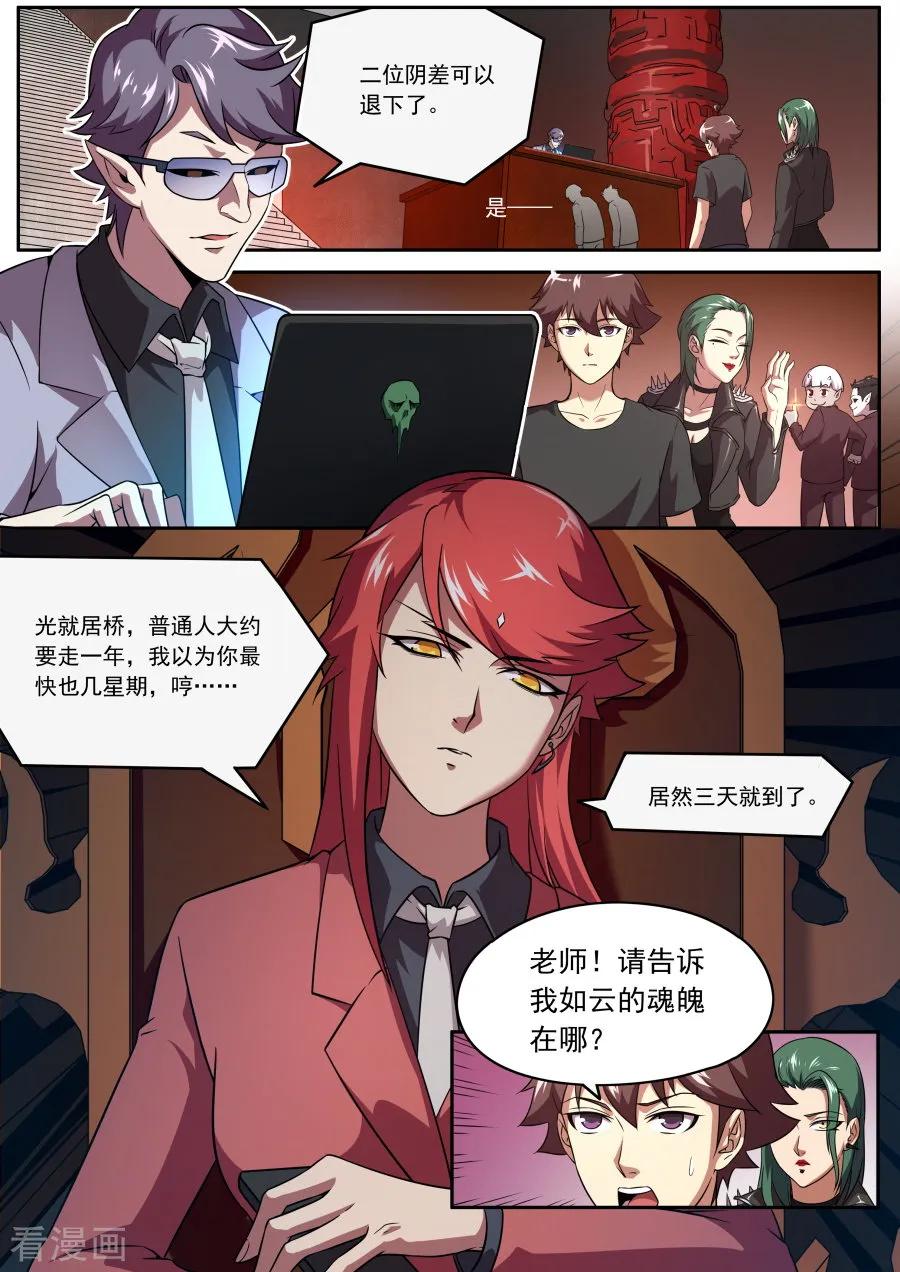 二位阴差可以
退下了。
是——
光就居桥，普通人大约
要走一年，我以为你最
快也几星期，哼……
居然三天就到了。
老师！请告诉
我如云的魂魄
在哪？
看漫画